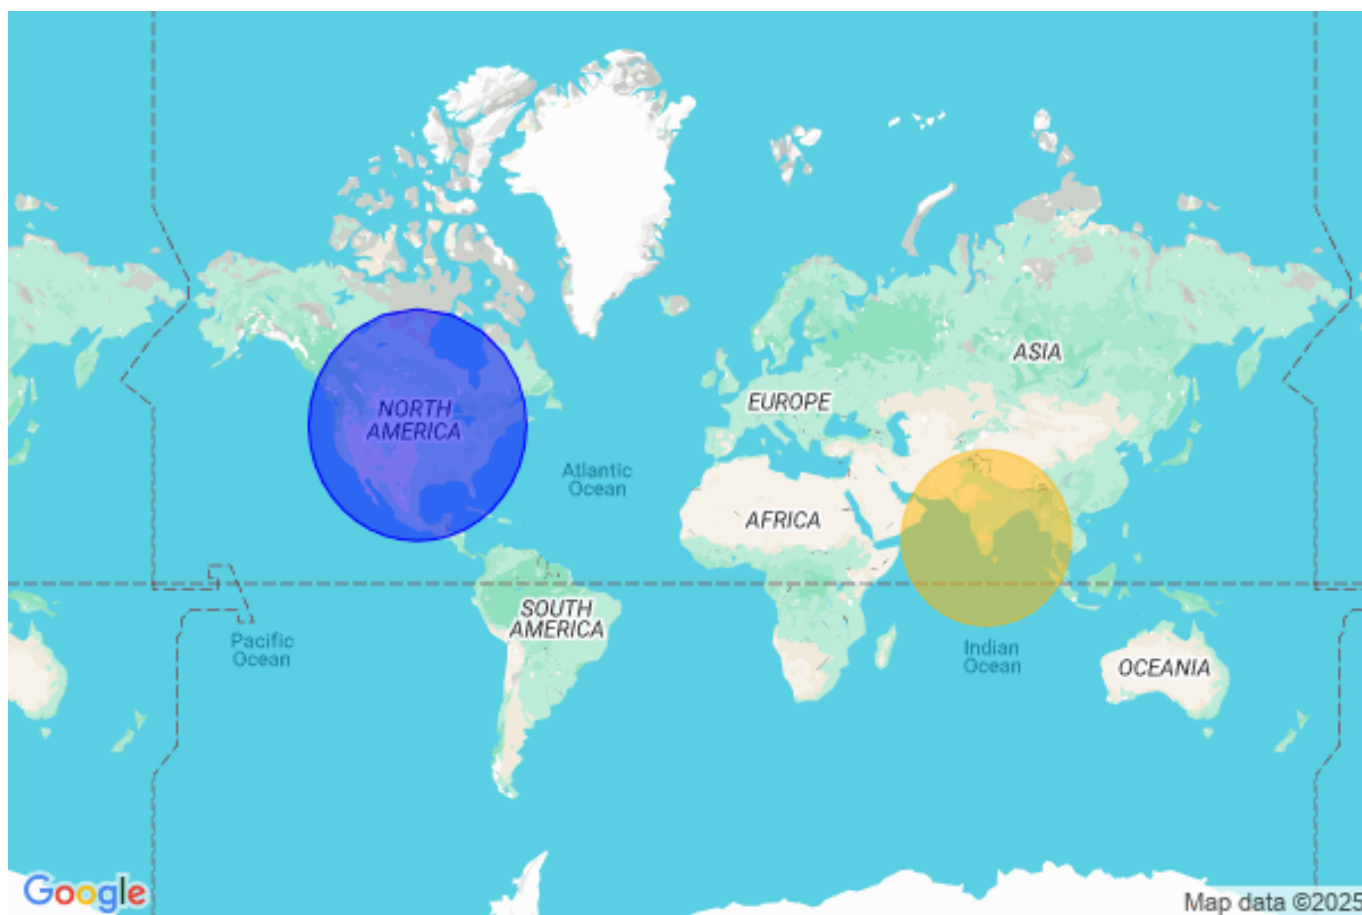 ASIA
EUROPE
NORTH
AMERICA
Atlantic
Ocean
AFRICA
SOUTH
AMERICA
Pacific
Ocean
Indian
Ocean
OCEANIA
Google
Map data ©2025